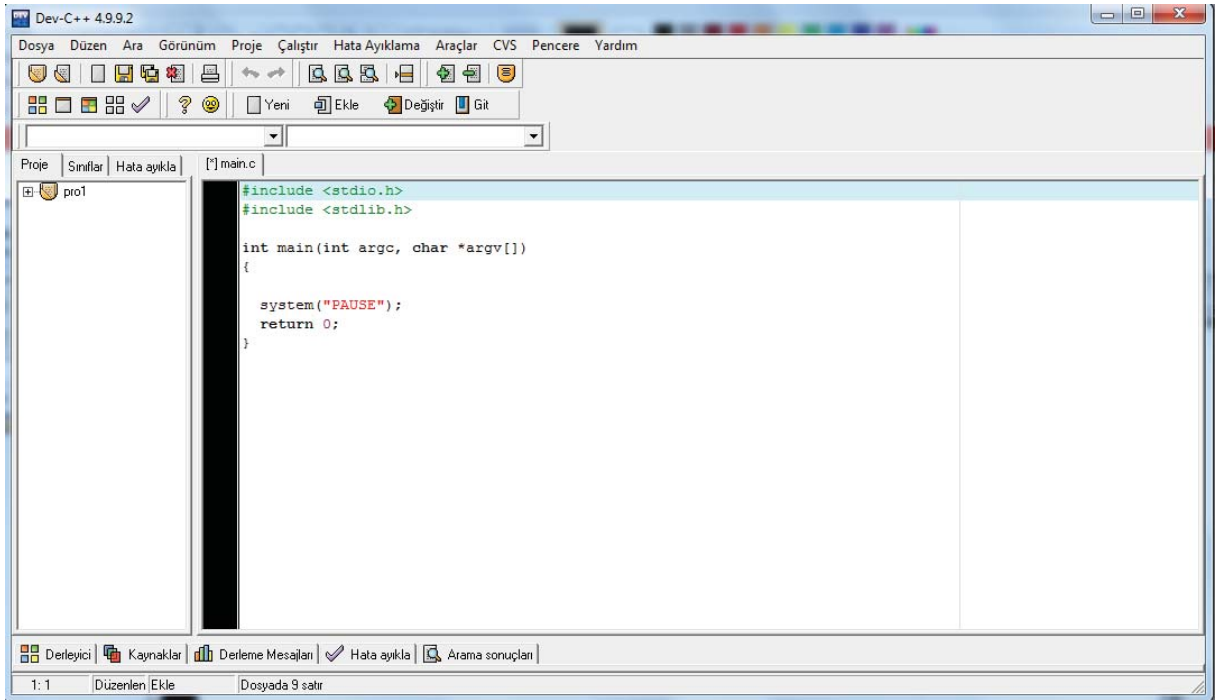 Dev-C++ 4.9.9.2
Dosya Düzen Ara Görünüm Proje Çalıştır Hata Ayıklama Araçlar CVS Pencere Yardım
Yeni Ekle Değiştir Git
Proje Sınıflar Hata ayıkla [*] main.c
pro1
#include <stdio.h>
#include <stdlib.h>
int main(int argc, char *argv[])
{
system("PAUSE");
return 0;
}
Derleyici Kaynaklar Derleme Mesajları Hata ayıkla Arama sonuçları
1: 1 Düzenlen Ekle Dosyada 9 satır